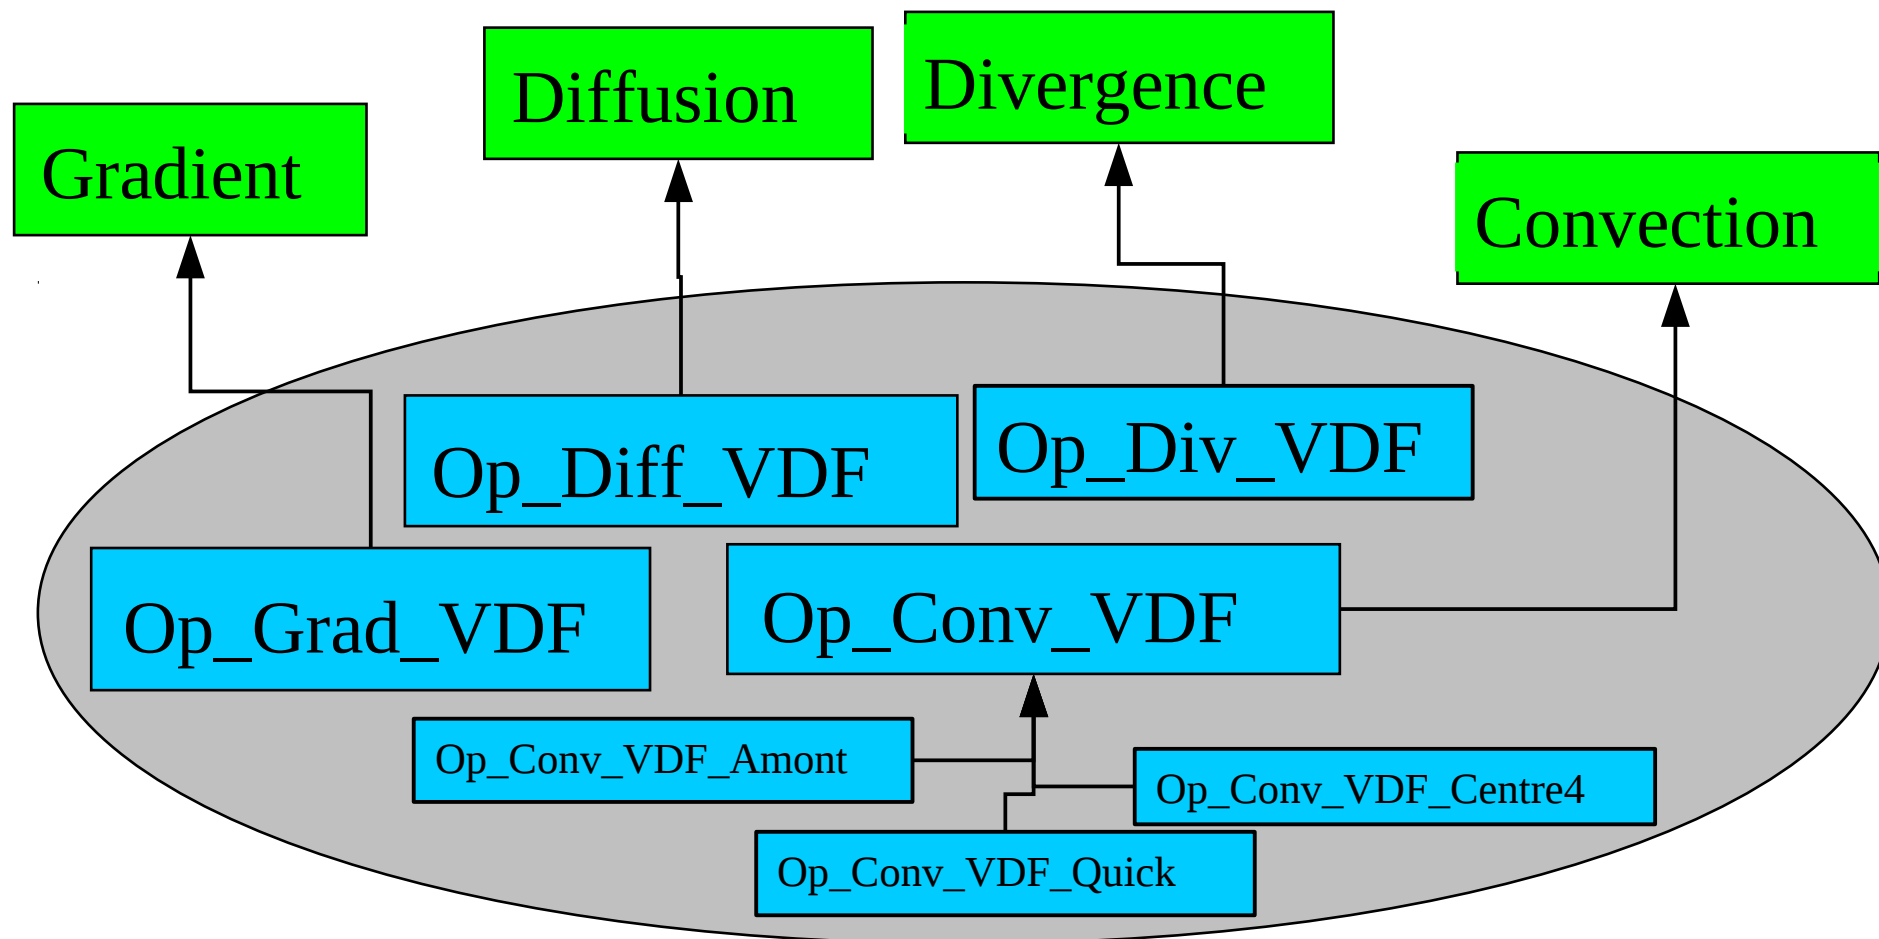 Gradient
Diffusion
Divergence
Convection
Op_Diff_VDF
Op_Div_VDF
Op_Grad_VDF
Op_Conv_VDF
Op_Conv_VDF_Amont
Op_Conv_VDF_Centre4
Op_Conv_VDF_Quick